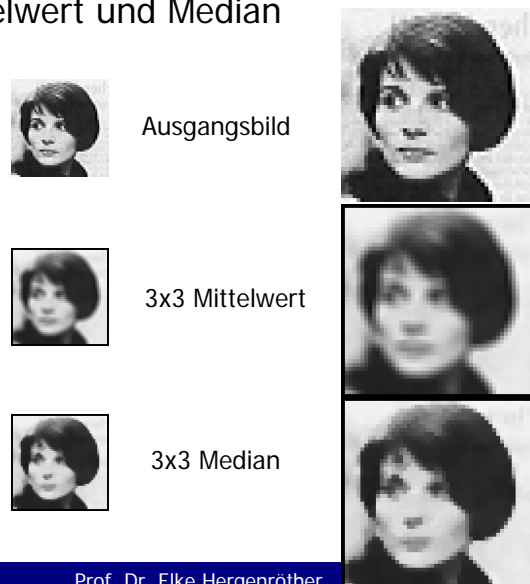 elwert und Median
Ausgangsbild
3x3 Mittelwert
3x3 Median
Prof. Dr. Elke Hergenröther